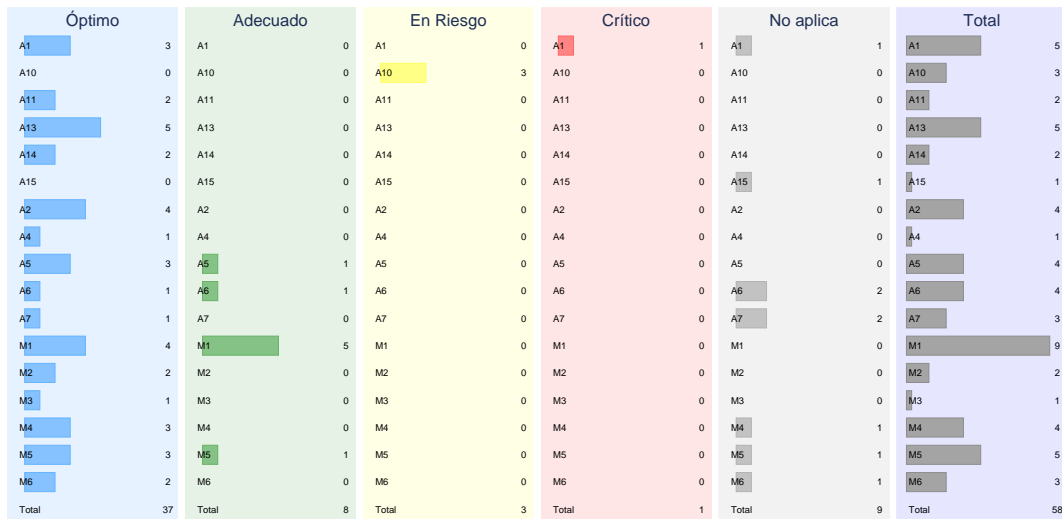 Óptimo Adecuado En Riesgo Crítico No aplica Total
A1 3 A1 0 A1 0 A1 1 A1 1 A1 5
A10 0 A10 0 A10 3 A10 0 A10 0 A10 3
A11 2 A11 0 A11 0 A11 0 A11 0 A11 2
A13 5 A13 0 A13 0 A13 0 A13 0 A13 5
A14 2 A14 0 A14 0 A14 0 A14 0 A14 2
A15 0 A15 0 A15 0 A15 0 A15 1 A15 1
A2 4 A2 0 A2 0 A2 0 A2 0 A2 4
A4 1 A4 0 A4 0 A4 0 A4 0 A4 1
A5 3 A5 1 A5 0 A5 0 A5 0 A5 4
A6 1 A6 1 A6 0 A6 0 A6 2 A6 4
A7 1 A7 0 A7 0 A7 0 A7 2 A7 3
M1 4 M1 5 M1 0 M1 0 M1 0 M1 9
M2 2 M2 0 M2 0 M2 0 M2 0 M2 2
M3 1 M3 0 M3 0 M3 0 M3 0 M3 1
M4 3 M4 0 M4 0 M4 0 M4 1 M4 4
M5 3 M5 1 M5 0 M5 0 M5 1 M5 5
M6 2 M6 0 M6 0 M6 0 M6 1 M6 3
Total 37 Total 8 Total 3 Total 1 Total 9 Total 58